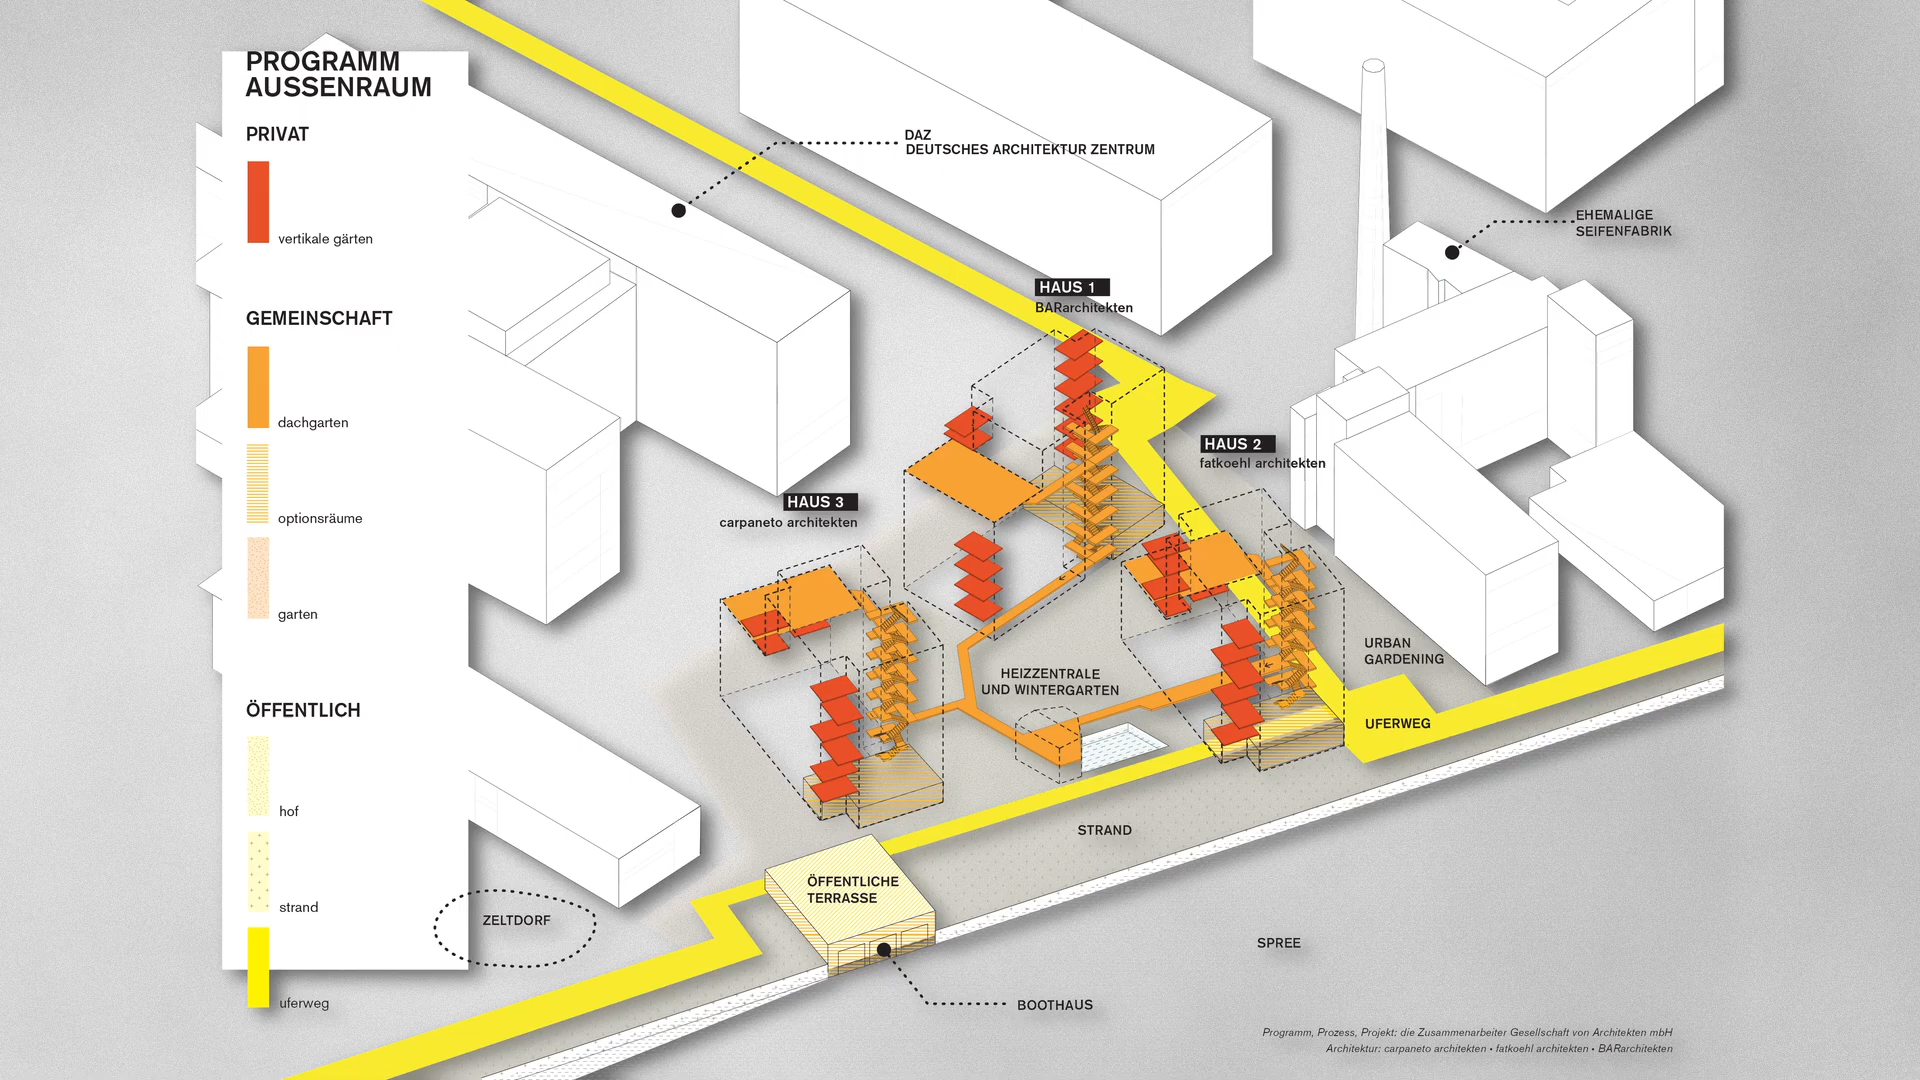 PROGRAMM
AUSSENRAUM
PRIVAT
vertikale gärten
GEMEINSCHAFT
dachgarten
optionsräume
garten
ÖFFENTLICH
hof
strand
uferweg
DAZ
DEUTSCHES ARCHITEKTUR ZENTRUM
EHEMALIGE
SEIFENFABRIK
HAUS 1
BARarchitekten
HAUS 2
fatkoehl architekten
HAUS 3
carpaneto architekten
URBAN
GARDENING
HEIZZENTRALE
UND WINTERGARTEN
UFERWEG
STRAND
ÖFFENTLICHE
TERRASSE
ZELTDORF
SPREE
BOOTHAUS
Programm, Prozess, Projekt: die Zusammenarbeiter Gesellschaft von Architekten mbH
Architektur: carpaneto architekten • fatkoehl architekten • BARarchitekten